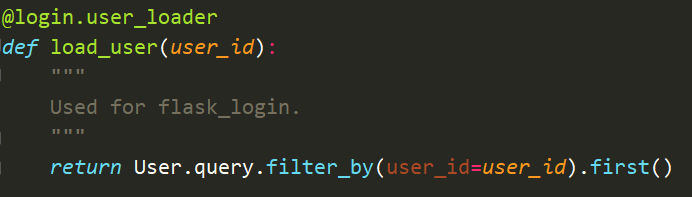 @login.user_loader
def load_user(user_id):
"""
Used for flask_login.
"""
return User.query.filter_by(user_id=user_id).first()